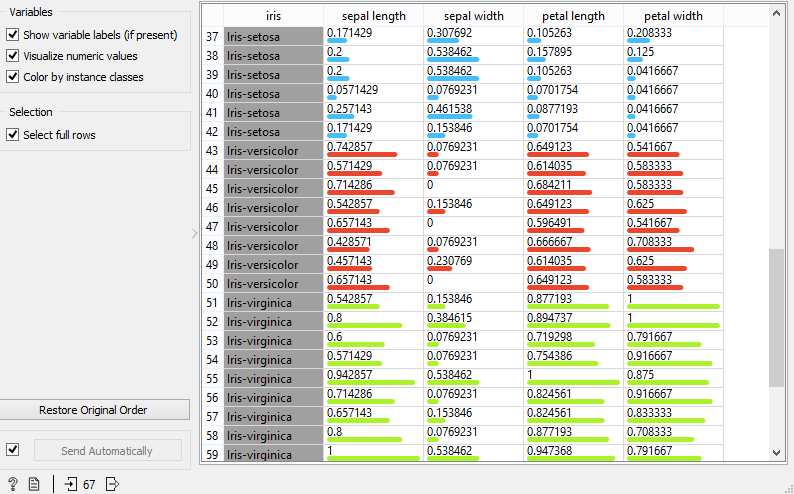 Variables
Show variable labels (if present)
Visualize numeric values
Color by instance classes
Selection
Select full rows
Restore Original Order
Send Automatically
? 67
iris sepal length sepal width petal length petal width
37 Iris-setosa 0.171429 0.307692 0.105263 0.208333
38 Iris-setosa 0.2 0.538462 0.157895 0.125
39 Iris-setosa 0.2 0.538462 0.105263 0.0416667
40 Iris-setosa 0.0571429 0.0769231 0.0701754 0.0416667
41 Iris-setosa 0.257143 0.461538 0.0877193 0.0416667
42 Iris-setosa 0.171429 0.153846 0.0701754 0.0416667
43 Iris-versicolor 0.742857 0.0769231 0.649123 0.541667
44 Iris-versicolor 0.571429 0.0769231 0.614035 0.583333
45 Iris-versicolor 0.714286 0 0.684211 0.583333
46 Iris-versicolor 0.542857 0.153846 0.649123 0.625
47 Iris-versicolor 0.657143 0 0.596491 0.541667
48 Iris-versicolor 0.428571 0.0769231 0.666667 0.708333
49 Iris-versicolor 0.457143 0.230769 0.614035 0.625
50 Iris-versicolor 0.657143 0 0.649123 0.583333
51 Iris-virginica 0.542857 0.153846 0.877193 1
52 Iris-virginica 0.8 0.384615 0.894737 1
53 Iris-virginica 0.6 0.0769231 0.719298 0.791667
54 Iris-virginica 0.571429 0.0769231 0.754386 0.916667
55 Iris-virginica 0.942857 0.538462 1 0.875
56 Iris-virginica 0.714286 0.0769231 0.824561 0.916667
57 Iris-virginica 0.657143 0.153846 0.824561 0.833333
58 Iris-virginica 0.8 0.0769231 0.877193 0.708333
59 Iris-virginica 1 0.538462 0.947368 0.791667